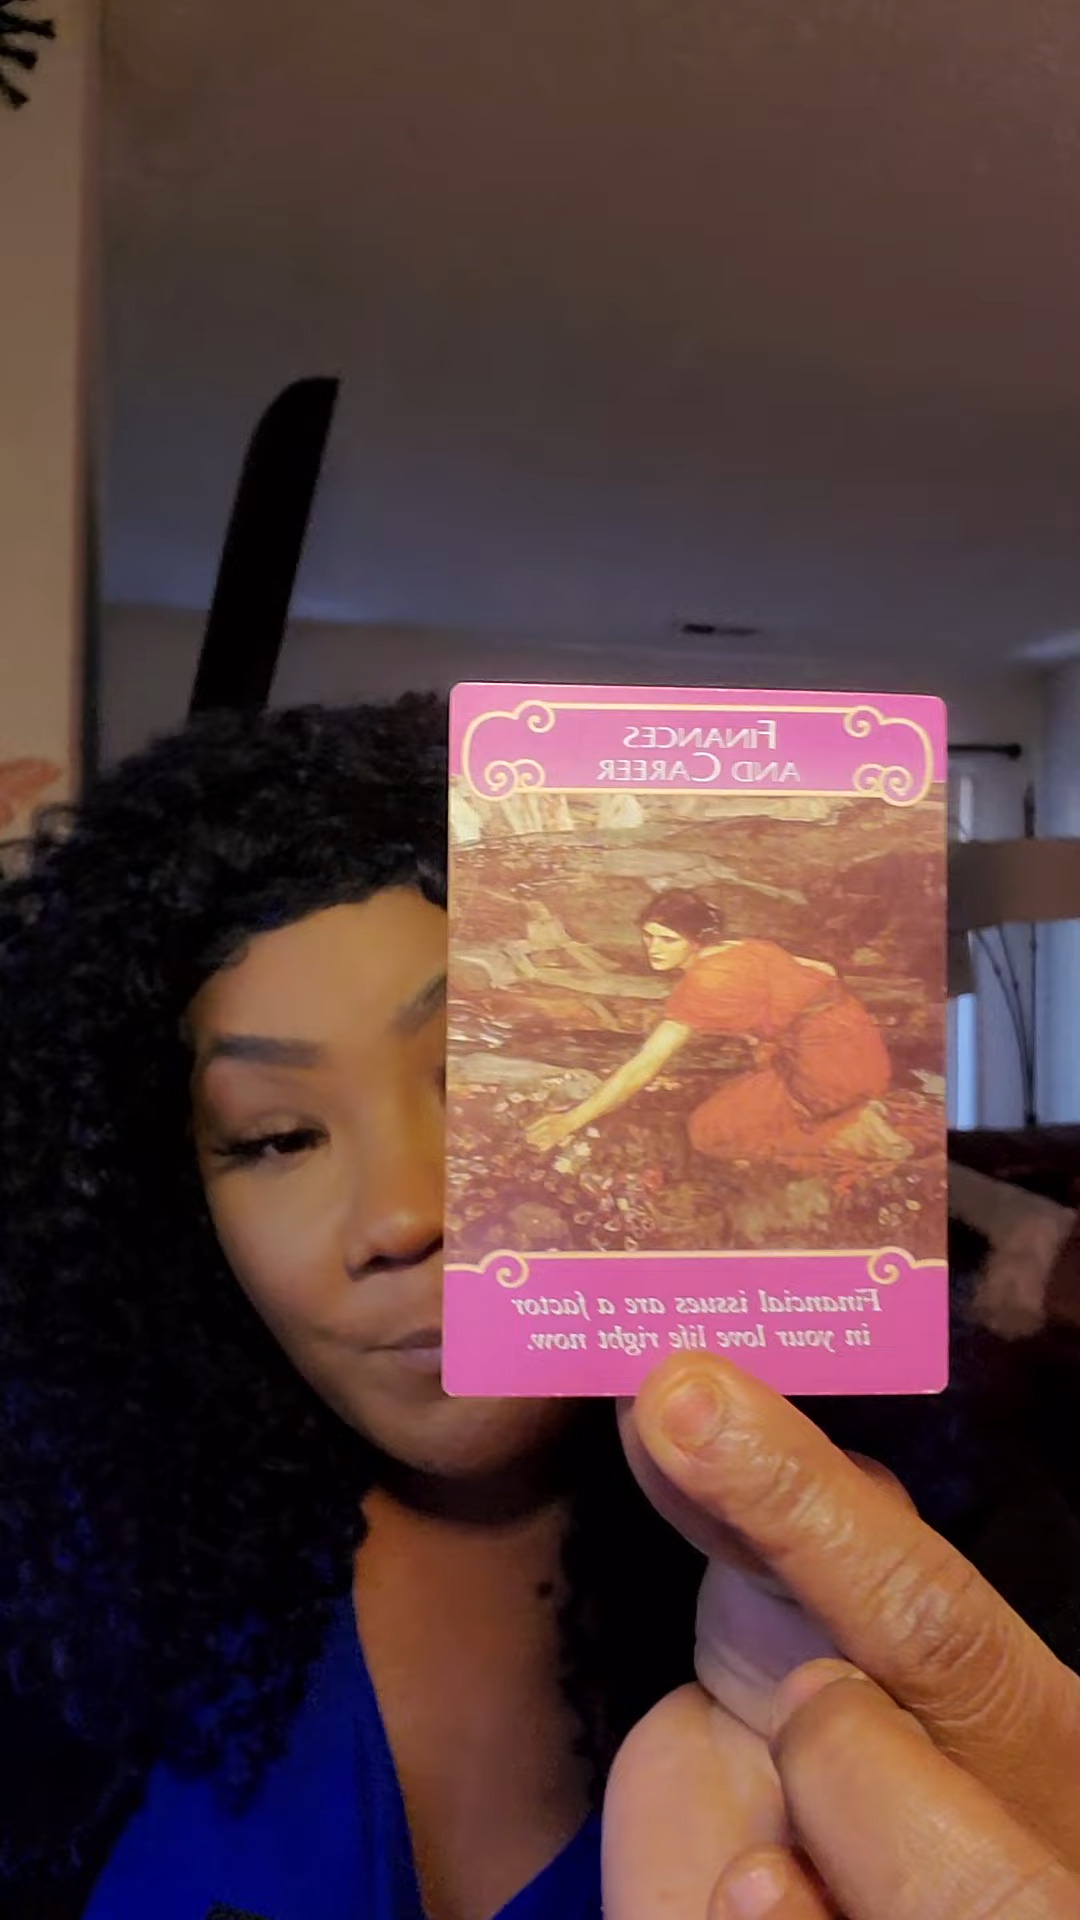 FINANCES
AND CAREER
Financial issues are a factor
in your love life right now.